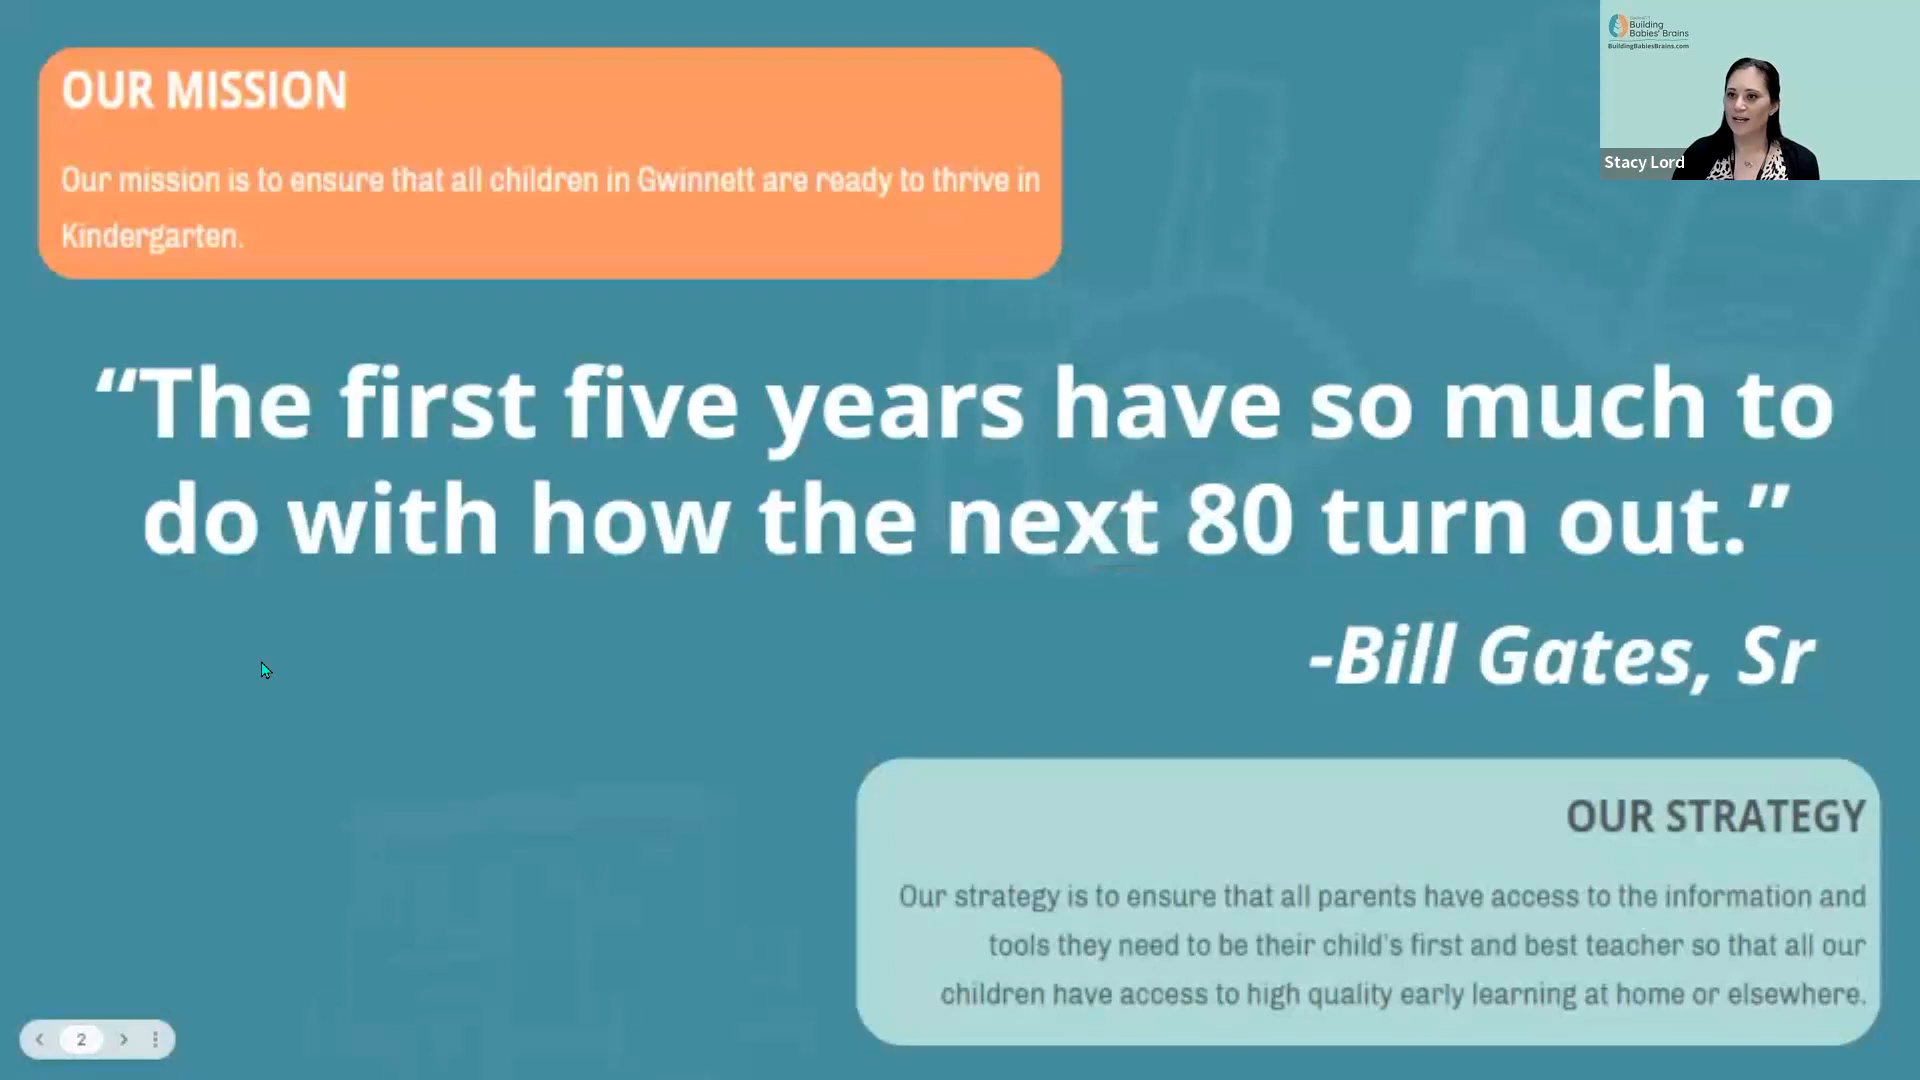 OUR MISSION
Our mission is to ensure that all children in Gwinnett are ready to thrive in
Kindergarten.
Building
Babies' Brains
BuildingBabiesBrains.com
Stacy Lord
“The first five years have so much to
do with how the next 80 turn out.”
-Bill Gates, Sr
OUR STRATEGY
Our strategy is to ensure that all parents have access to the information and
tools they need to be their child's first and best teacher so that all our
children have access to high quality early learning at home or elsewhere.
2